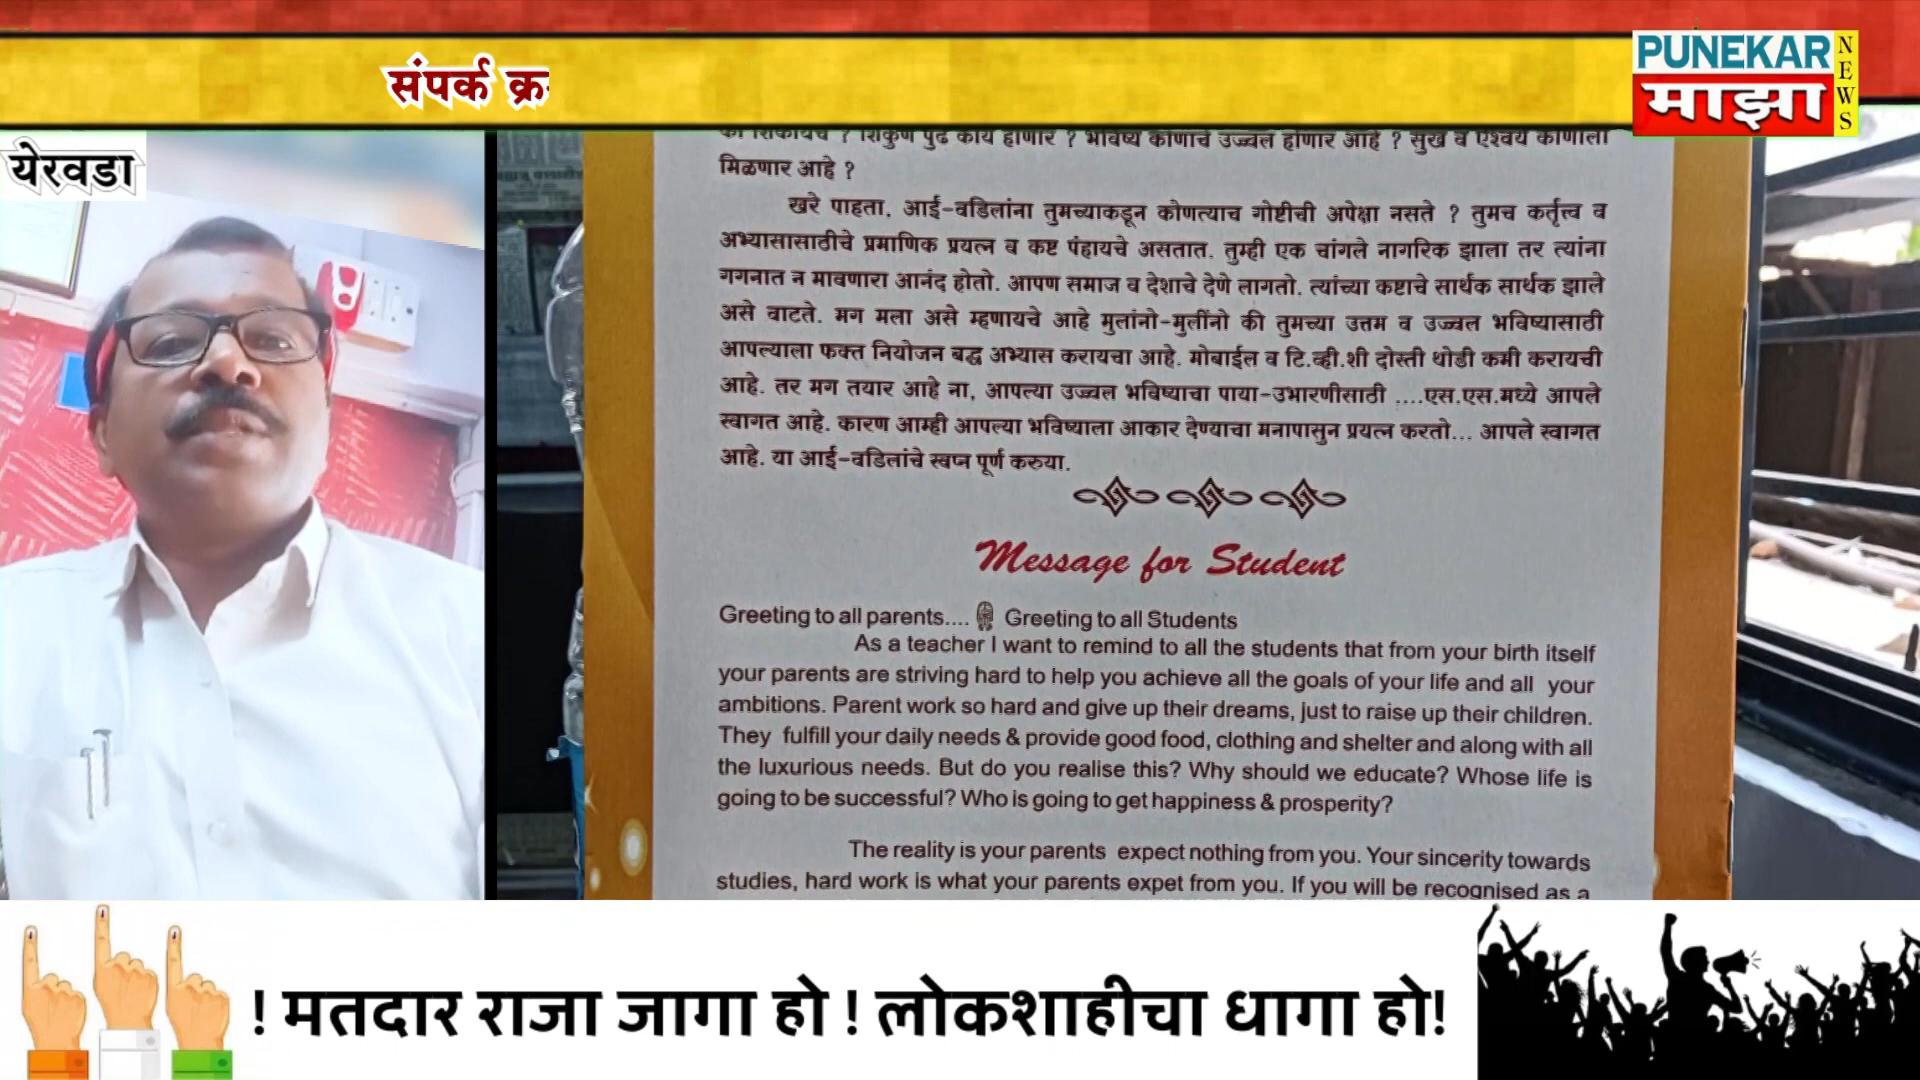 संपर्क
PUNEKAR
माझा
NEWS
येरवडा
मिळणार आहे ?
खरे पाहता, आई-वडिलांना तुमच्याकडून कोणत्याच गोष्टीची अपेक्षा नसते ? तुमच कर्तृत्त्व व
अभ्यासासाठीचे प्रमाणिक प्रयत्न व कष्ट पंहायचे असतात. तुम्ही एक चांगले नागरिक झाला तर त्यांना
गगनात न मावणारा आनंद होतो. आपण समाज व देशाचे देणे लागतो. त्यांच्या कष्टाचे सार्थक सार्थक झाले
असे वाटते. मग मला असे म्हणायचे आहे मुलांनो-मुलींनो की तुमच्या उत्तम व उज्वल भविष्यासाठी
आपल्याला फक्त नियोजन बद्ध अभ्यास करायचा आहे. मोबाईल व टि.व्ही.शी दोस्ती थोडी कमी करायची
आहे. तर मग तयार आहे ना, आपल्या उज्वल भविष्याचा पाया-उभारणीसाठी ....एस.एस.मध्ये आपले
स्वागत आहे. कारण आम्ही आपल्या भविष्याला आकार देण्याचा मनापासुन प्रयत्न करतो... आपले स्वागत
आहे. या आई-वडिलांचे स्वप्न पूर्ण करुया.
Message for Student
Greeting to all parents.... Greeting to all Students
As a teacher I want to remind to all the students that from your birth itself
your parents are striving hard to help you achieve all the goals of your life and all your
ambitions. Parent work so hard and give up their dreams, just to raise up their children.
They fulfill your daily needs & provide good food, clothing and shelter and along with all
the luxurious needs. But do you realise this? Why should we educate? Whose life is
going to be successful? Who is going to get happiness & prosperity?
The reality is your parents expect nothing from you. Your sincerity towards
studies, hard work is what your parents expet from you. If you will be recognised as a
! मतदार राजा जागा हो ! लोकशाहीचा धागा हो!